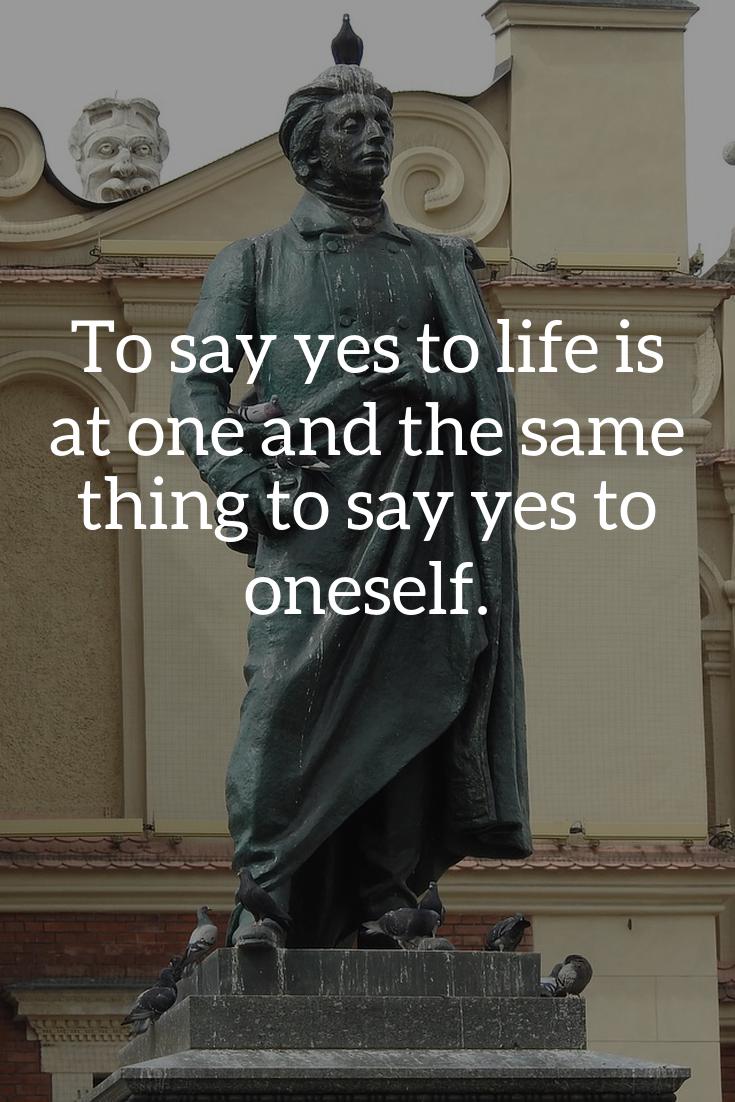 To say yes to life is
at one and the same
thing to say yes to
oneself.